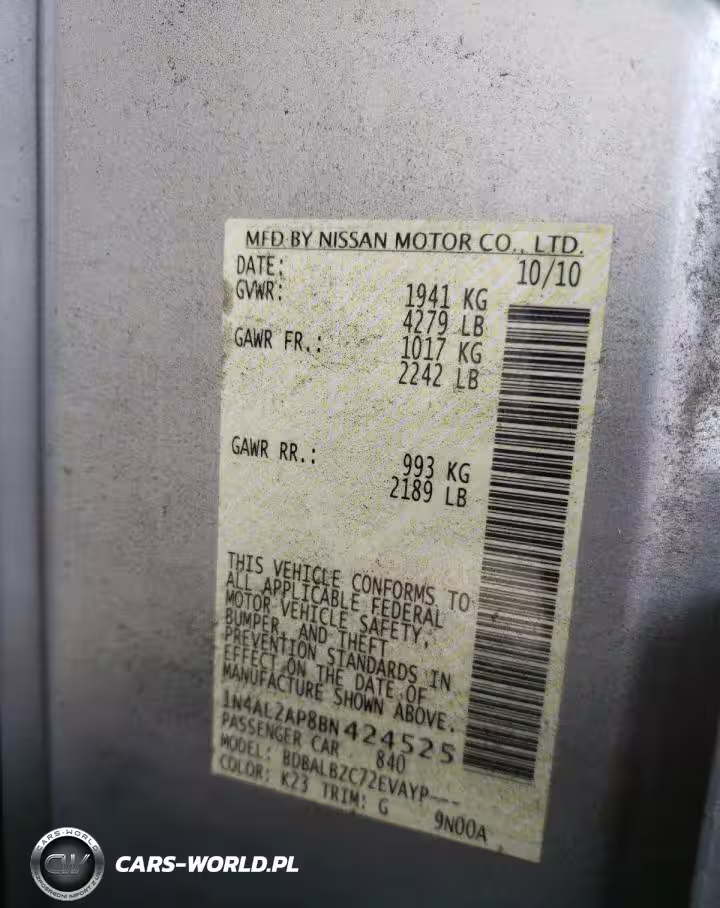 MFD BY NISSAN MOTOR CO., LTD.
DATE: 10/10
GVWR: 1941 KG
4279 LB
GAWR FR.: 1017 KG
2242 LB
GAWR RR.: 993 KG
2189 LB
THIS VEHICLE CONFORMS TO
ALL APPLICABLE FEDERAL
MOTOR VEHICLE SAFETY,
BUMPER, AND THEFT
PREVENTION STANDARDS IN
EFFECT ON THE DATE OF
MANUFACTURE SHOWN ABOVE.
1N4AL2AP8BN424525
PASSENGER CAR 840
MODEL: BDBALBZC72EVAYP----
COLOR: K23 TRIM: G 9N00A
CARS-WORLD
CW
CARS-WORLD.PL